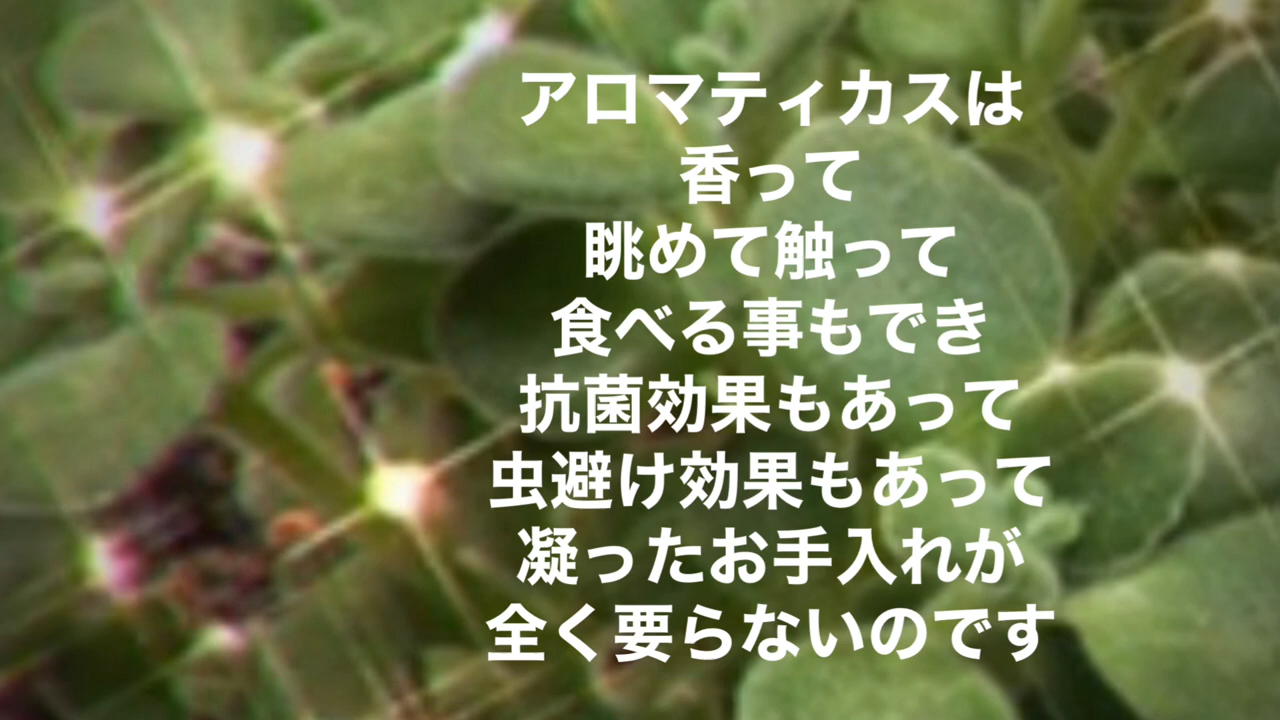 アロマティカスは
香って
眺めて触って
食べる事もでき
抗菌効果もあって
虫避け効果もあって
凝ったお手入れが
全く要らないのです